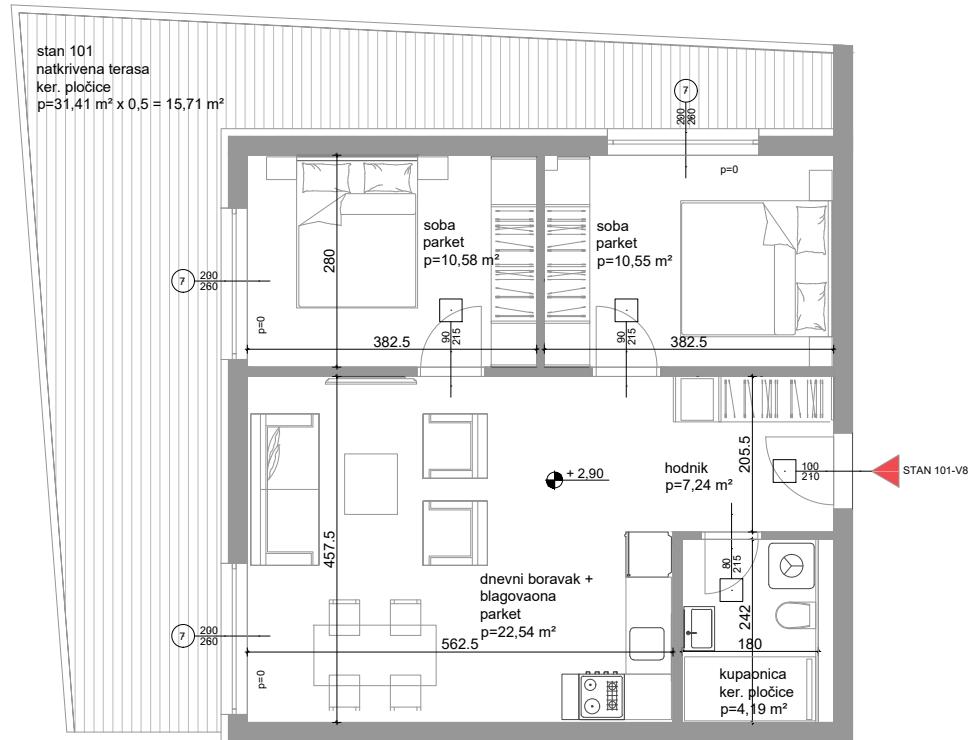 stan 101
natkrivena terasa
ker. pločice
p=31,41 m² x 0,5 = 15,71 m²
7
200
260
p=0
soba
parket
p=10,58 m²
280
382.5
90
215
soba
parket
p=10,55 m²
382.5
90
215
7
200
260
p=0
hodnik
p=7,24 m²
205.5
100
210
STAN 101-V8
+ 2,90
457.5
dnevni boravak +
blagovaona
parket
p=22,54 m²
562.5
7
200
260
p=0
80
215
242
180
kupaonica
ker. pločice
p=4,19 m²